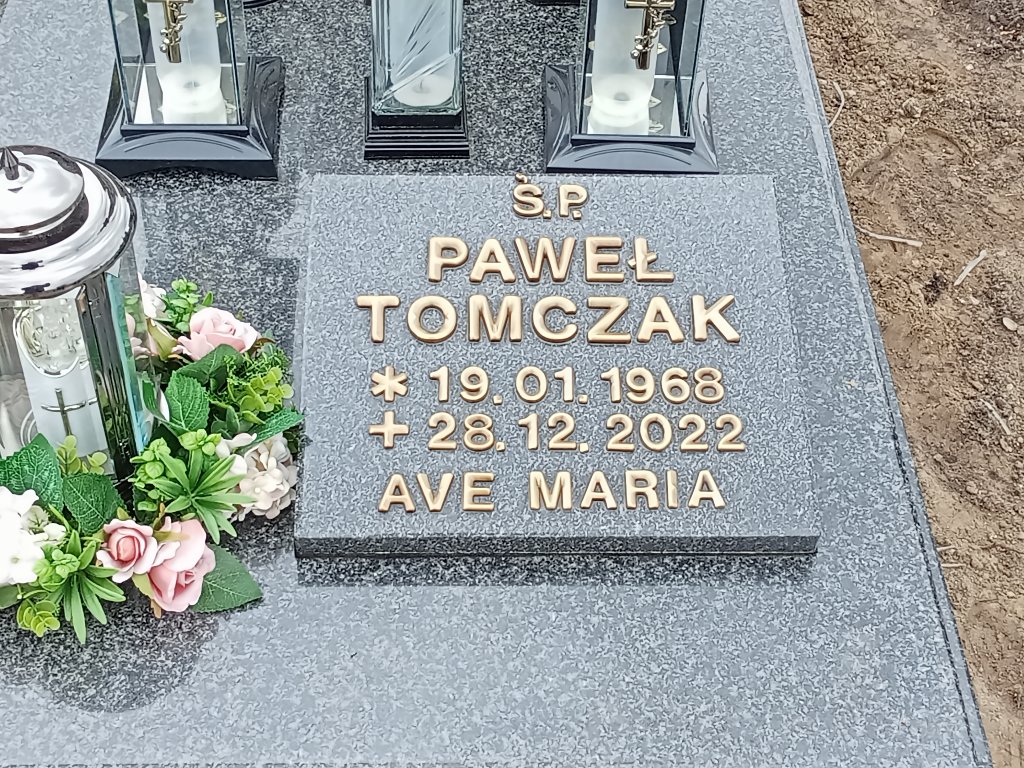 Ś.P.
PAWEŁ
TOMCZAK
* 19.01.1968
+ 28.12.2022
AVE MARIA